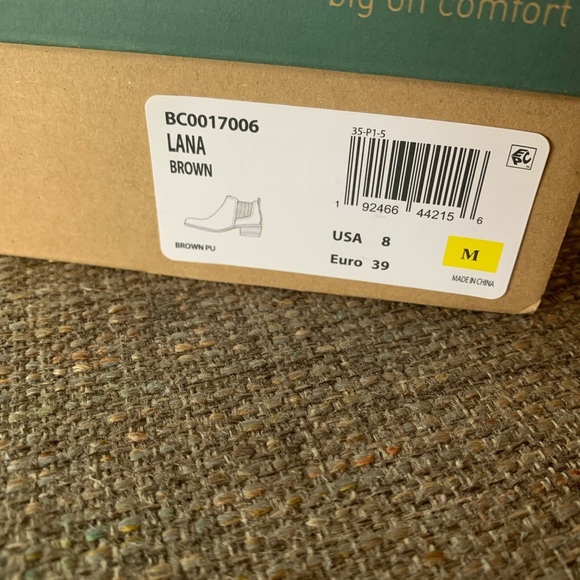 big on comfort
BC0017006
LANA
BROWN
BROWN PU
35-P1-5
1 92466 44215 6
USA 8
Euro 39
M
MADE IN CHINA